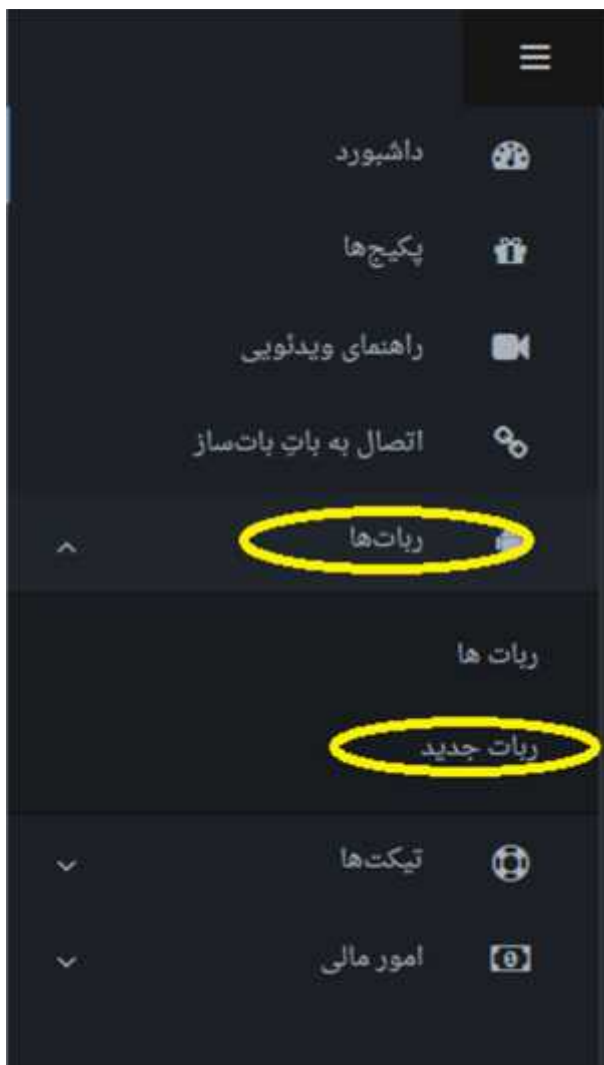 داشبورد
پکیج‌ها
راهنمای ویدئویی
اتصال به باتِ بات‌ساز
ربات‌ها
ربات ها
ربات جدید
تیکت‌ها
امور مالی